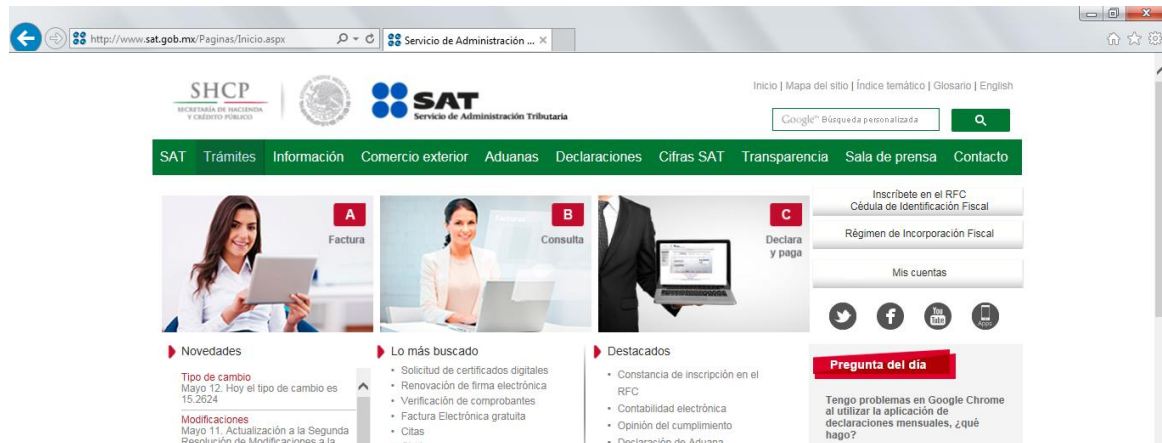 http://www.sat.gob.mx/Paginas/Inicio.aspx
Servicio de Administración ...
SHCP
SECRETARÍA DE HACIENDA
Y CRÉDITO PÚBLICO
SAT
Servicio de Administración Tributaria
Inicio | Mapa del sitio | Índice temático | Glosario | English
Google™ Búsqueda personalizada
SAT Trámites Información Comercio exterior Aduanas Declaraciones Cifras SAT Transparencia Sala de prensa Contacto
A
Factura
B
Consulta
C
Declara
y paga
Inscríbete en el RFC
Cédula de Identificación Fiscal
Régimen de Incorporación Fiscal
Mis cuentas
You
Tube
Apps
Novedades
Tipo de cambio
Mayo 12. Hoy el tipo de cambio es
15.2624
Modificaciones
Mayo 11. Actualización a la Segunda
Resolución de Modificaciones a la
Lo más buscado
• Solicitud de certificados digitales
• Renovación de firma electrónica
• Verificación de comprobantes
• Factura Electrónica gratuita
• Citas
Destacados
• Constancia de inscripción en el
RFC
• Contabilidad electrónica
• Opinión del cumplimiento
• Declaración de Aduana
Pregunta del día
Tengo problemas en Google Chrome
al utilizar la aplicación de
declaraciones mensuales, ¿qué
hago?